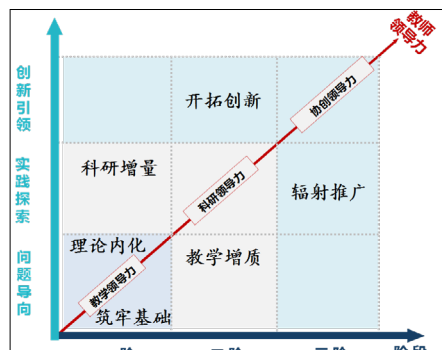 教师
领导力
创新引领
开拓创新
协创领导力
实践探索
科研增量
科研领导力
辐射推广
问题导向
理论内化
教学增质
教学领导力
筑牢基础